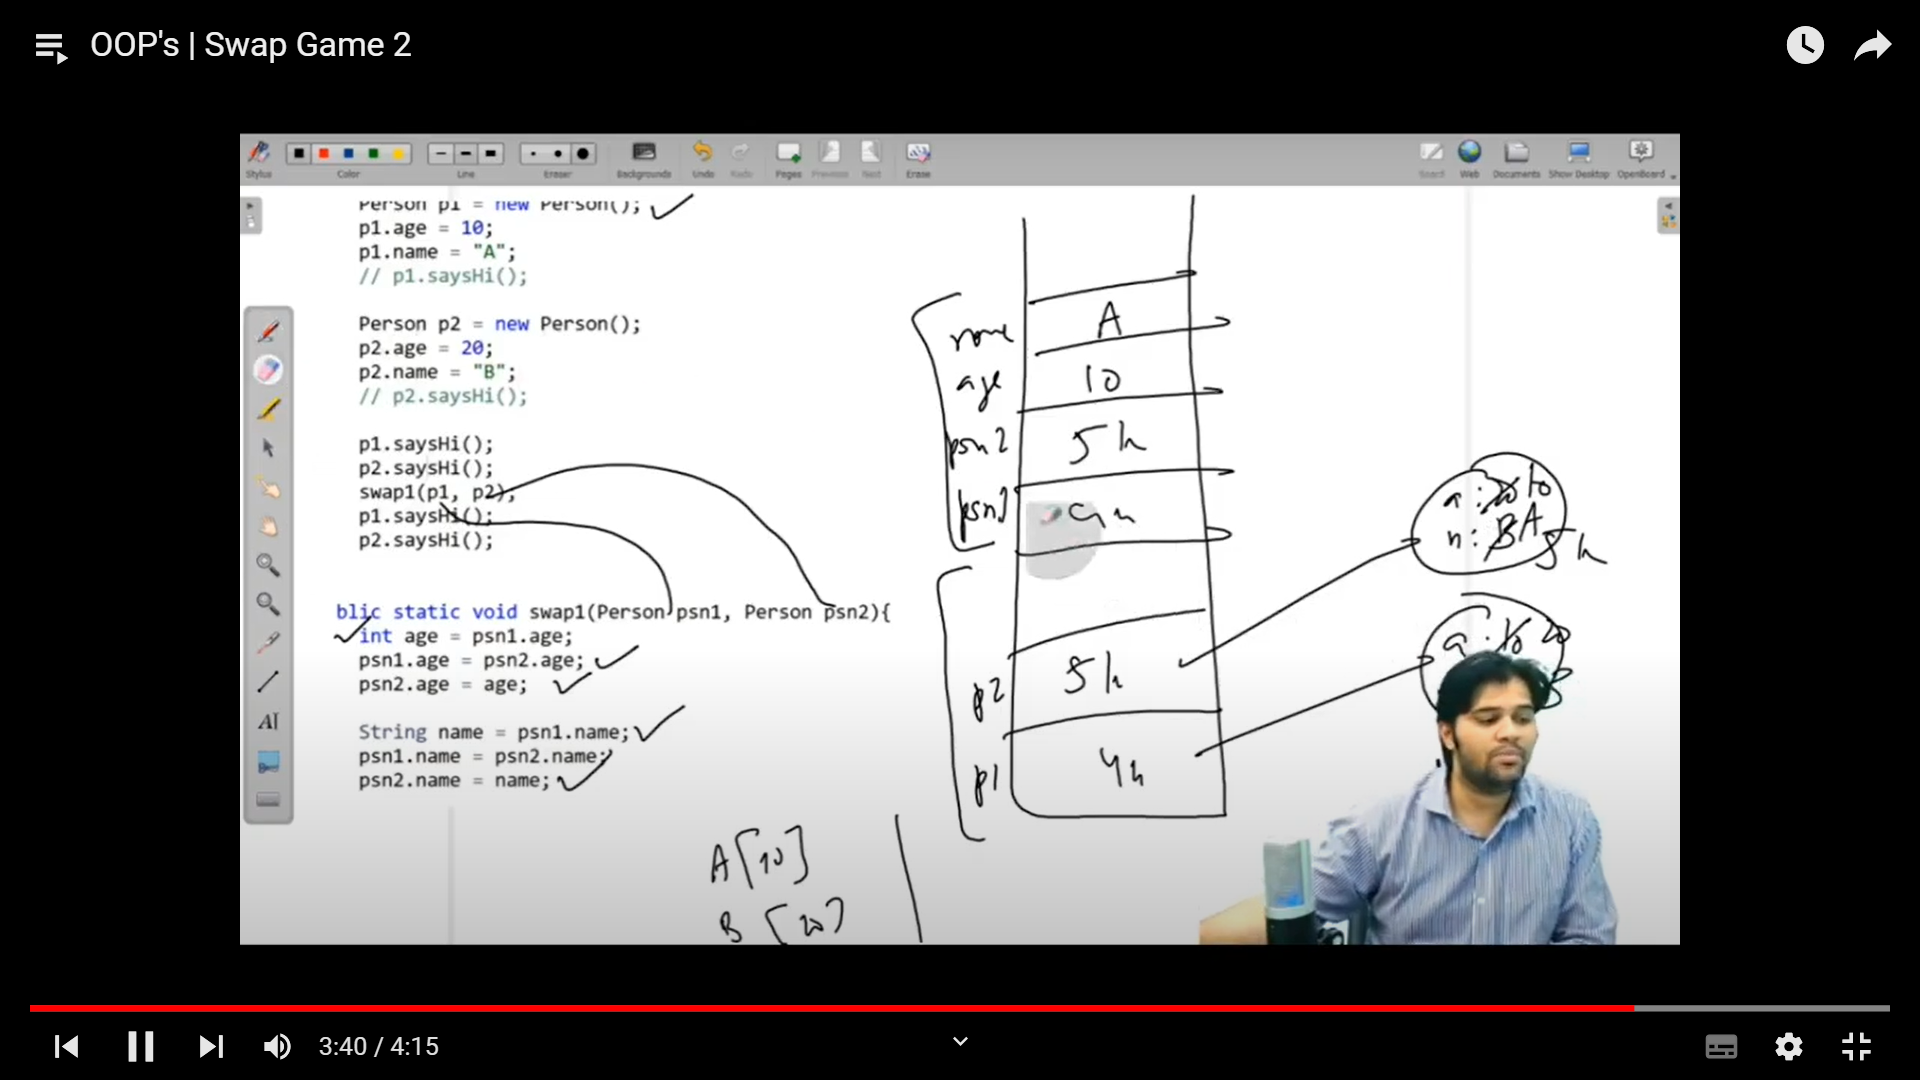 OOP's | Swap Game 2
Stylus
Color
Line
Eraser
Backgrounds
Undo
Redo
Pages
Previous
Next
Erase
Board
Web
Documents
Show Desktop
OpenBoard
Person p1 = new Person();
p1.age = 10;
p1.name = "A";
// p1.saysHi();
Person p2 = new Person();
p2.age = 20;
p2.name = "B";
// p2.saysHi();
p1.saysHi();
p2.saysHi();
swap1(p1, p2);
p1.saysHi();
p2.saysHi();
blic static void swap1(Person psn1, Person psn2){
int age = psn1.age;
psn1.age = psn2.age;
psn2.age = age;
String name = psn1.name;
psn1.name = psn2.name;
psn2.name = name;
A[10]
B[20]
name A
age 10
psn2 5k
psn1
p2 5k
p1 4k
a: 20 10
n: B A
5k
a: 10 20
AI
3:40 / 4:15